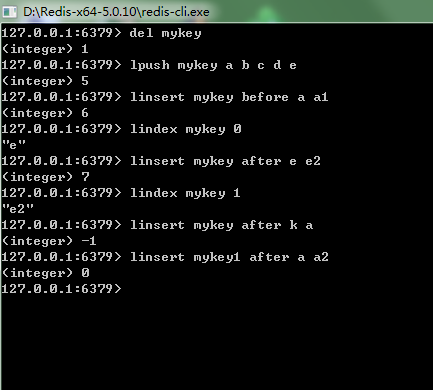 D:\Redis-x64-5.0.10\redis-cli.exe
127.0.0.1:6379> del mykey
(integer) 1
127.0.0.1:6379> lpush mykey a b c d e
(integer) 5
127.0.0.1:6379> linsert mykey before a a1
(integer) 6
127.0.0.1:6379> lindex mykey 0
"e"
127.0.0.1:6379> linsert mykey after e e2
(integer) 7
127.0.0.1:6379> lindex mykey 1
"e2"
127.0.0.1:6379> linsert mykey after k a
(integer) -1
127.0.0.1:6379> linsert mykey1 after a a2
(integer) 0
127.0.0.1:6379>